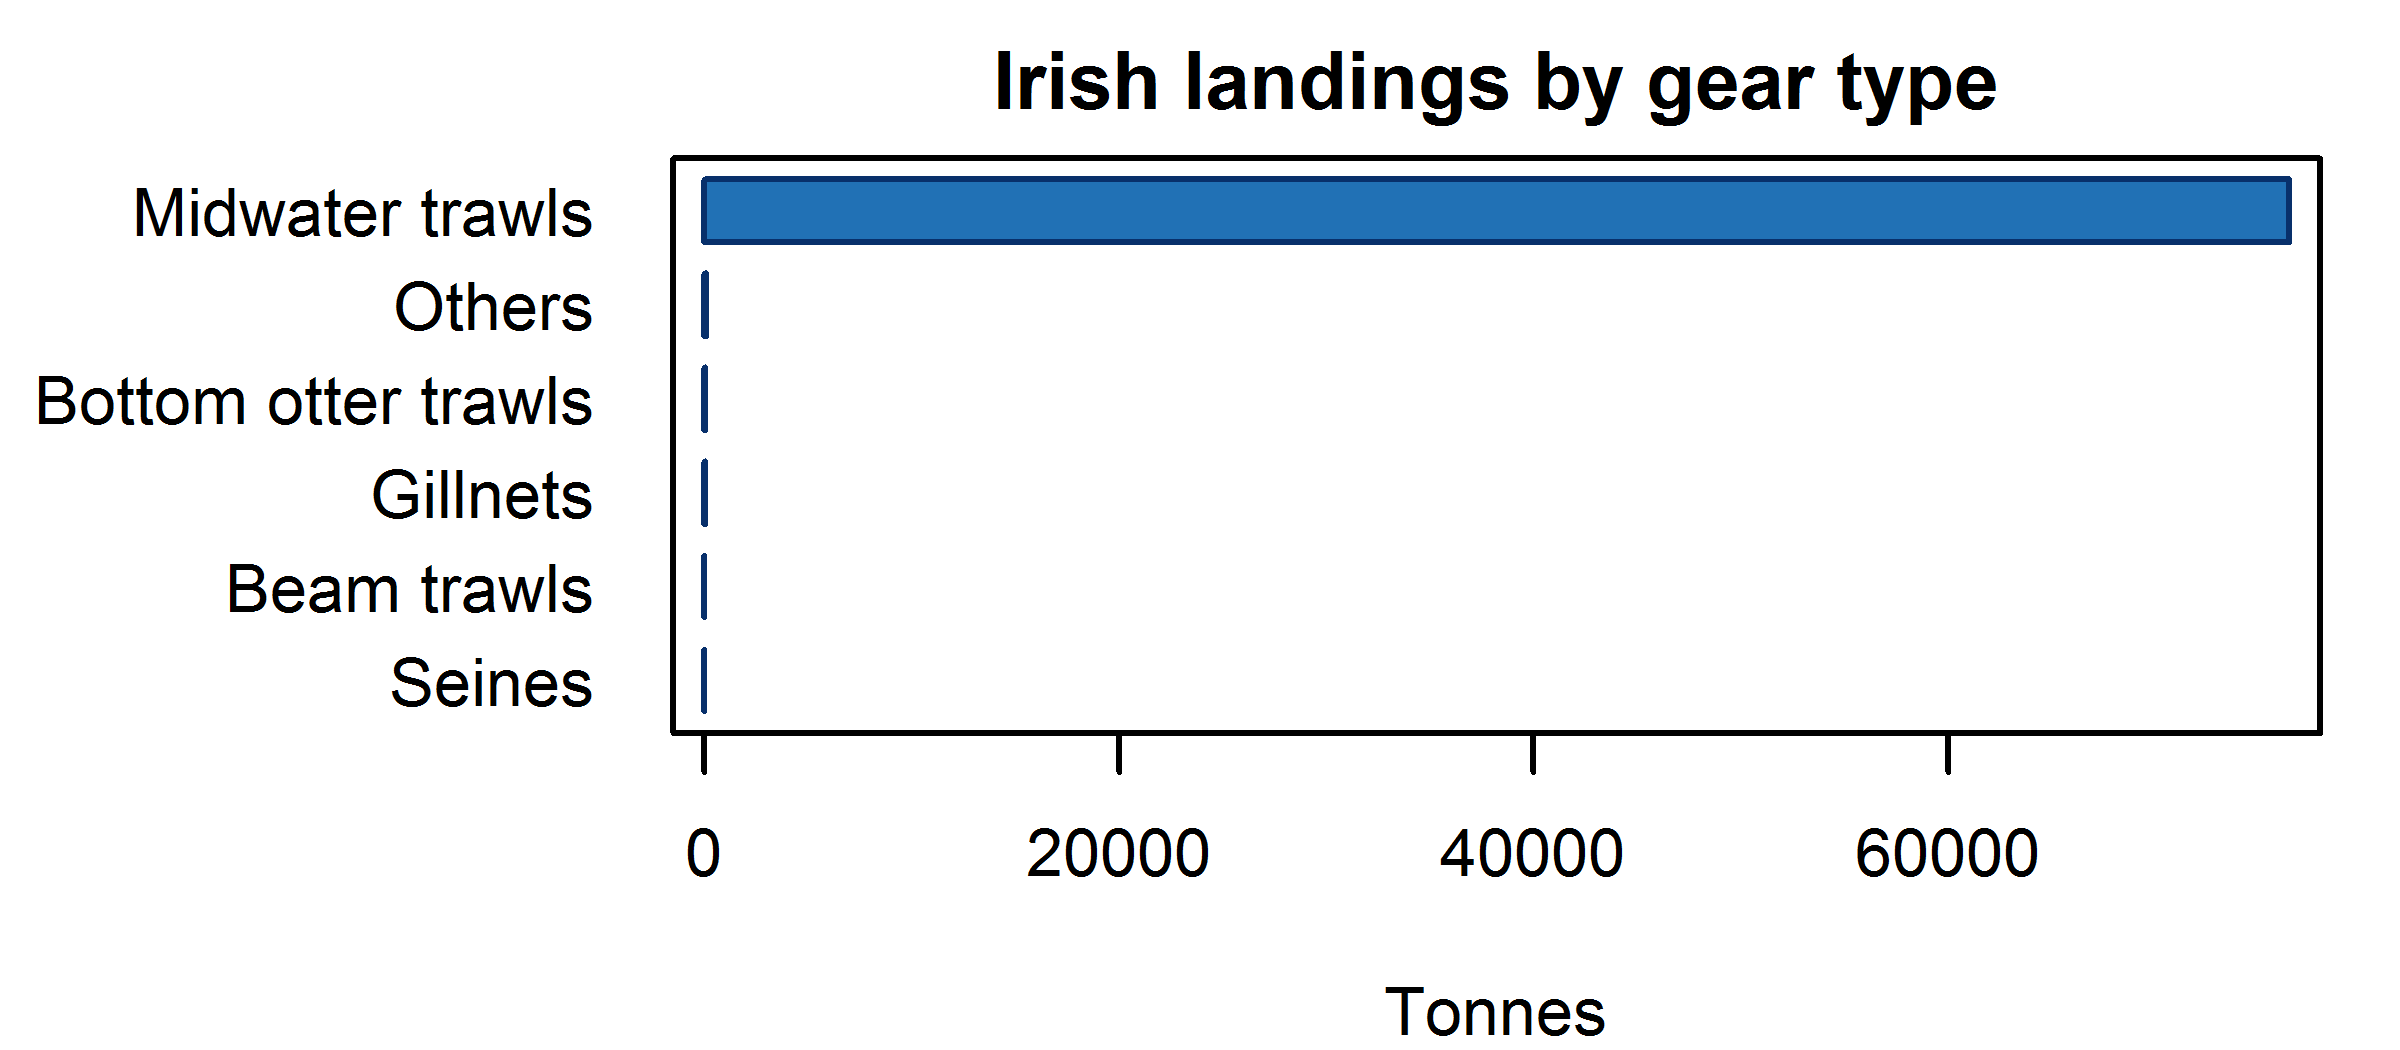 Irish landings by gear type
Midwater trawls
Others
Bottom otter trawls
Gillnets
Beam trawls
Seines
0 20000 40000 60000
Tonnes